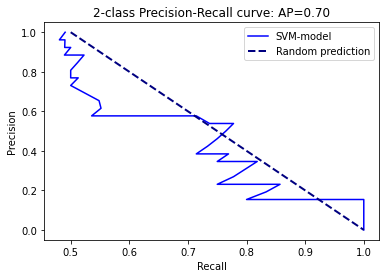 2-class Precision-Recall curve: AP=0.70
SVM-model
Random prediction
Precision
1.0
0.8
0.6
0.4
0.2
0.0
0.5
0.6
0.7
0.8
0.9
1.0
Recall